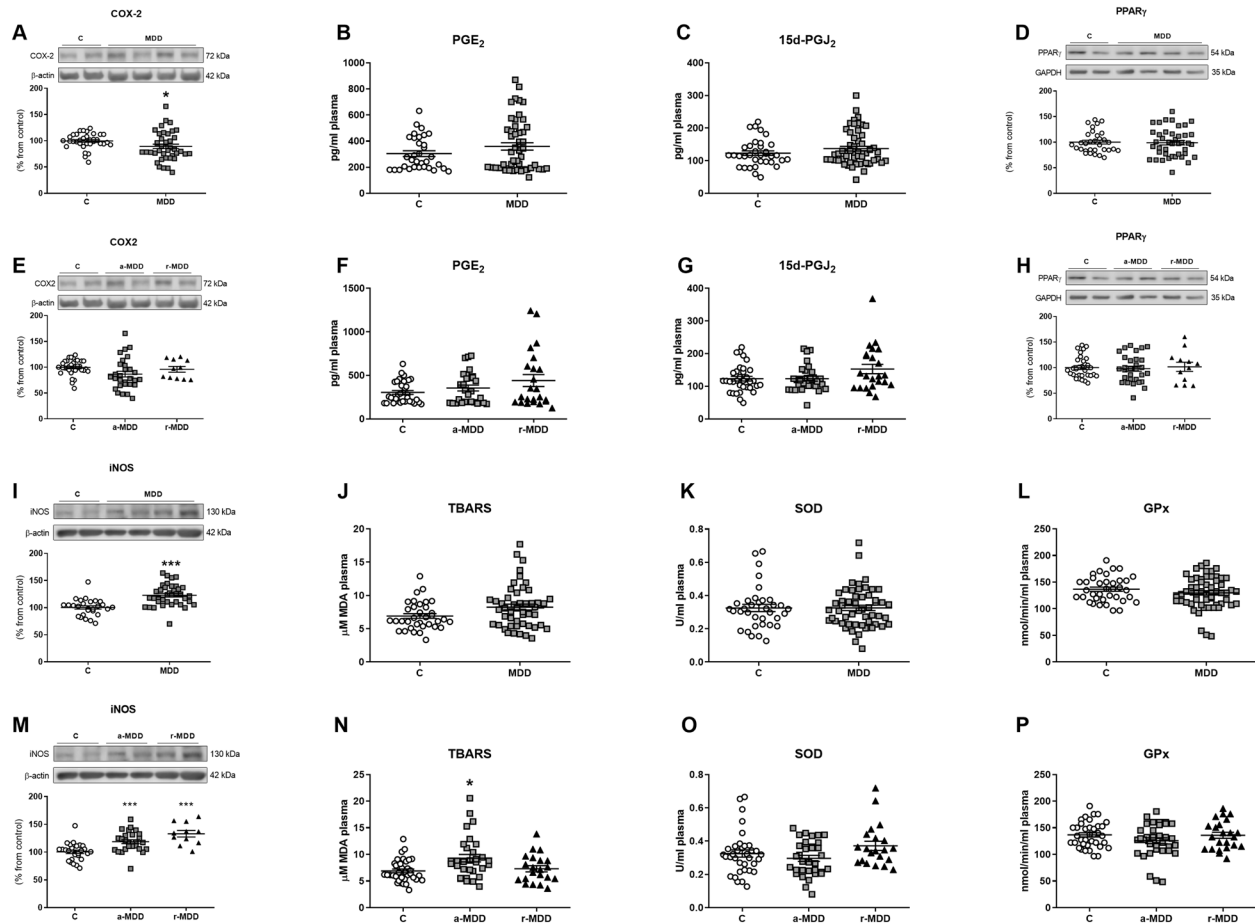 COX-2
A
C MDD
COX-2 72 kDa
β-actin 42 kDa
*
200
150
100
50
0
(% from control)
C MDD
B
PGE2
1000
800
600
400
200
0
pg/ml plasma
C MDD
C
15d-PGJ2
400
300
200
100
0
pg/ml plasma
C MDD
PPARγ
D
C MDD
PPARγ 54 kDa
GAPDH 35 kDa
200
150
100
50
0
(% from control)
C MDD
COX2
E
C a-MDD r-MDD
COX2 72 kDa
β-actin 42 kDa
200
150
100
50
0
(% from control)
C a-MDD r-MDD
F
PGE2
1500
1000
500
0
pg/ml plasma
C a-MDD r-MDD
G
15d-PGJ2
400
300
200
100
0
pg/ml plasma
C a-MDD r-MDD
PPARγ
H
C a-MDD r-MDD
PPARγ 54 kDa
GAPDH 35 kDa
200
150
100
50
0
(% from control)
C a-MDD r-MDD
iNOS
I
C MDD
iNOS 130 kDa
β-actin 42 kDa
***
200
150
100
50
0
(% from control)
C MDD
J
TBARS
20
15
10
5
0
µM MDA plasma
C MDD
K
SOD
0.8
0.6
0.4
0.2
0.0
U/ml plasma
C MDD
L
GPx
250
200
150
100
50
0
nmol/min/ml plasma
C MDD
iNOS
M
C a-MDD r-MDD
iNOS 130 kDa
β-actin 42 kDa
*** ***
200
150
100
50
0
(% from control)
C a-MDD r-MDD
N
TBARS
*
25
20
15
10
5
0
µM MDA plasma
C a-MDD r-MDD
O
SOD
0.8
0.6
0.4
0.2
0.0
U/ml plasma
C a-MDD r-MDD
P
GPx
250
200
150
100
50
0
nmol/min/ml plasma
C a-MDD r-MDD